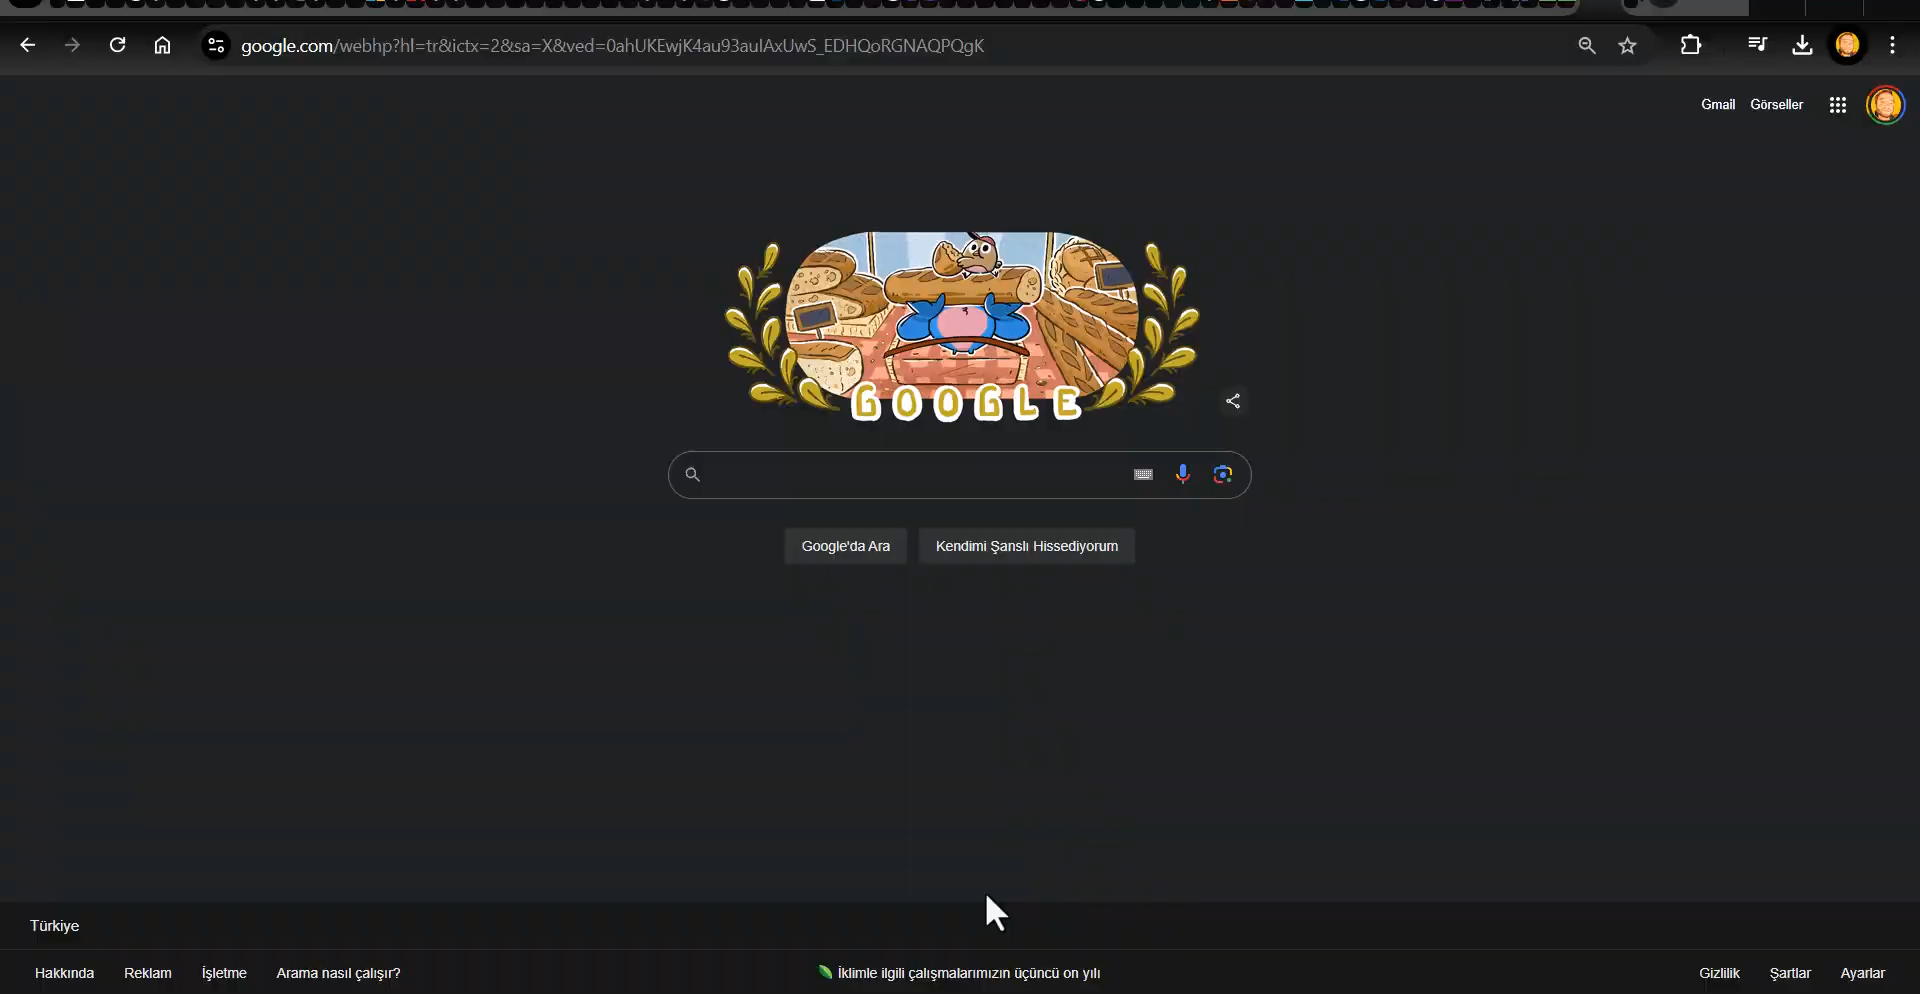 google.com/webhp?hl=tr&ictx=2&sa=X&ved=0ahUKEwjK4au93aulAxUwS_EDHQoRGNAQPQgK
Gmail Görseller
GOOGLE
Google'da Ara Kendimi Şanslı Hissediyorum
Türkiye
Hakkında Reklam İşletme Arama nasıl çalışır? İklimle ilgili çalışmalarımızın üçüncü on yılı Gizlilik Şartlar Ayarlar